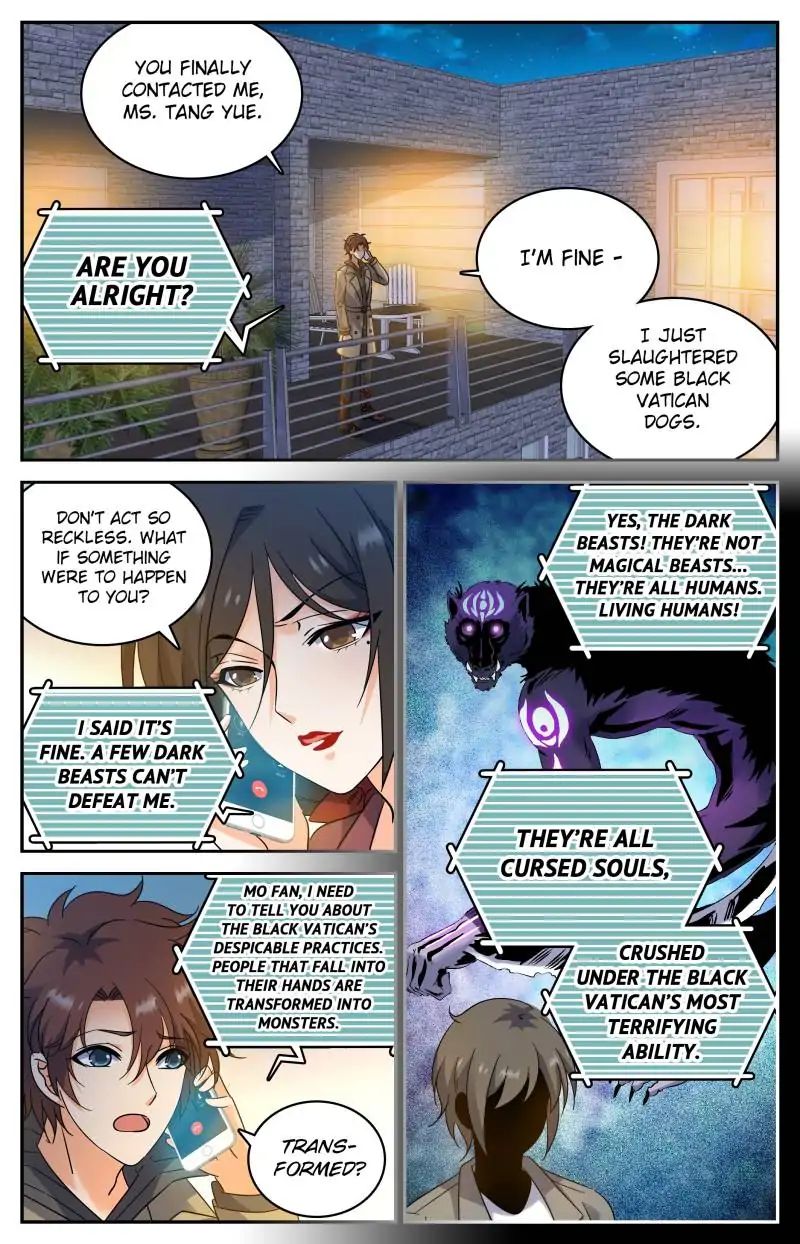 YOU FINALLY
CONTACTED ME,
MS. TANG YUE.
ARE YOU
ALRIGHT?
I'M FINE -
I JUST
SLAUGHTERED
SOME BLACK
VATICAN
DOGS.
DON'T ACT SO
RECKLESS. WHAT
IF SOMETHING
WERE TO HAPPEN
TO YOU?
I SAID IT'S
FINE. A FEW DARK
BEASTS CAN'T
DEFEAT ME.
MO FAN, I NEED
TO TELL YOU ABOUT
THE BLACK VATICAN'S
DESPICABLE PRACTICES.
PEOPLE THAT FALL INTO
THEIR HANDS ARE
TRANSFORMED INTO
MONSTERS.
TRANS-
FORMED?
YES, THE DARK
BEASTS! THEY'RE NOT
MAGICAL BEASTS...
THEY'RE ALL HUMANS.
LIVING HUMANS!
THEY'RE ALL
CURSED SOULS,
CRUSHED
UNDER THE BLACK
VATICAN'S MOST
TERRIFYING
ABILITY.